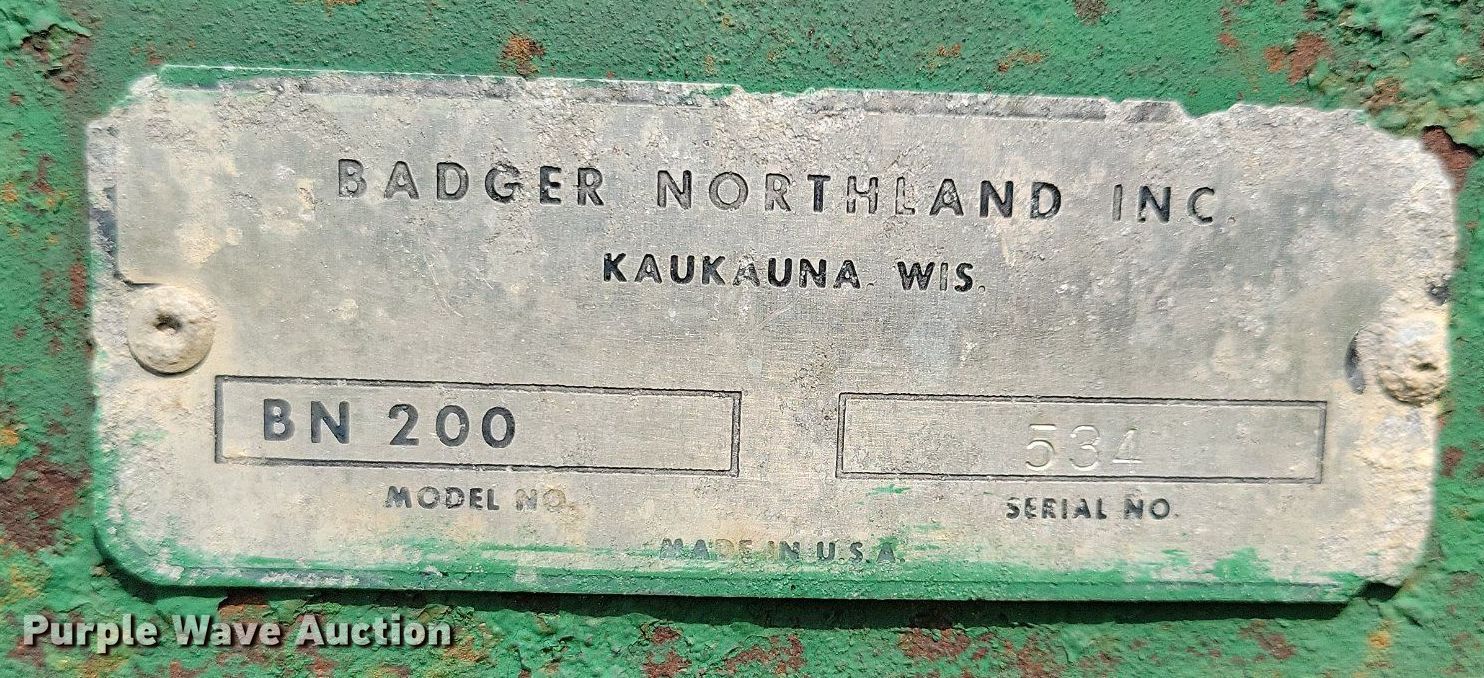 BADGER NORTHLAND INC.
KAUKAUNA. WIS.
BN 200
534
MODEL NO.
SERIAL NO.
MADE IN U.S.A.
Purple Wave Auction